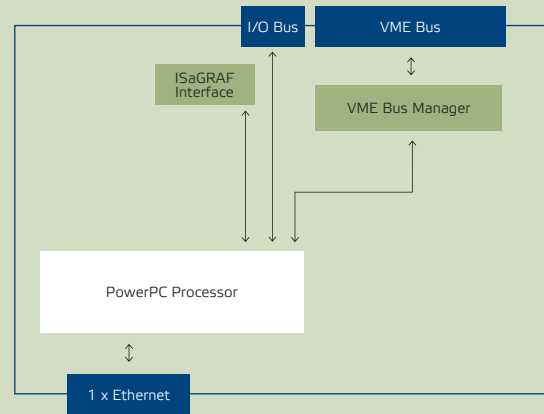 I/O Bus
VME Bus
ISaGRAF
Interface
VME Bus Manager
PowerPC Processor
1 x Ethernet